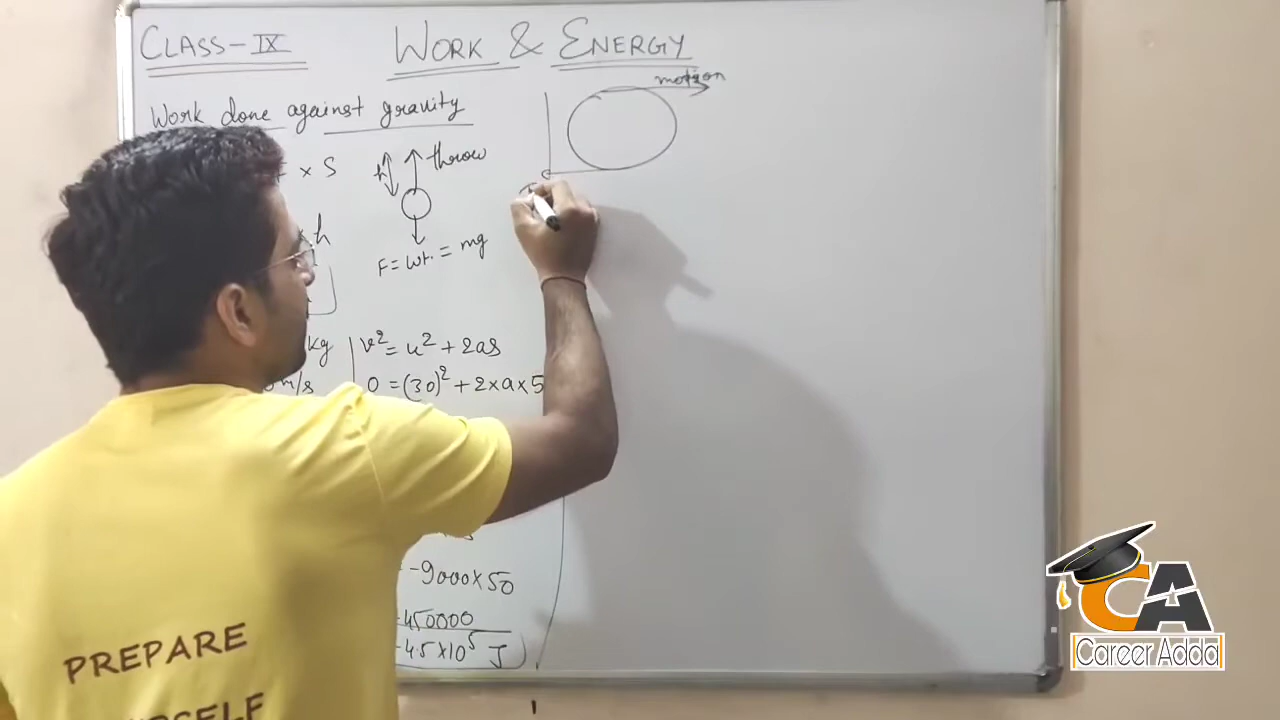 CLASS-IX
WORK & ENERGY
motion
Work done against gravity
× S
h
throw
× h
F = wt. = mg
kg
m/s
v² = u² + 2as
0 = (30)² + 2×a×5
-9000×50
-450000
-4.5×10⁵ J
PREPARE
CA
Career Adda